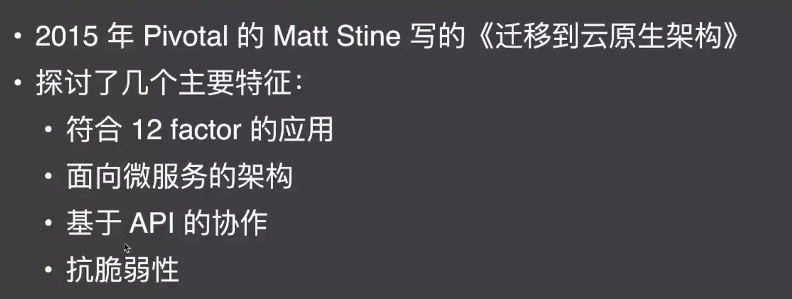 • 2015 年 Pivotal 的 Matt Stine 写的《迁移到云原生架构》
• 探讨了几个主要特征：
• 符合 12 factor 的应用
• 面向微服务的架构
• 基于 API 的协作
• 抗脆弱性